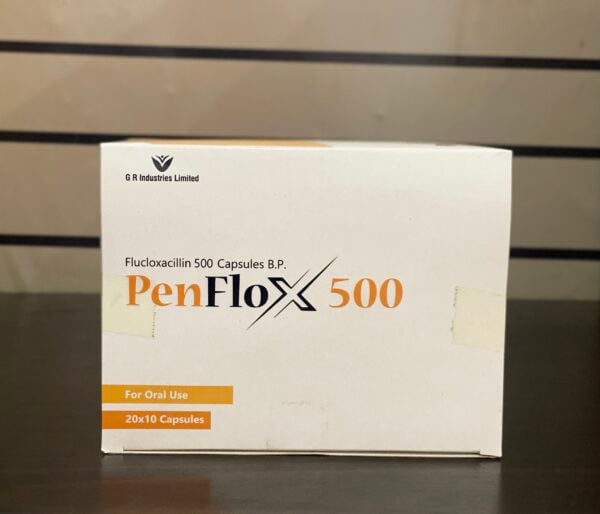 G R Industries Limited
Flucloxacillin 500 Capsules B.P.
PenFloX 500
For Oral Use
20x10 Capsules